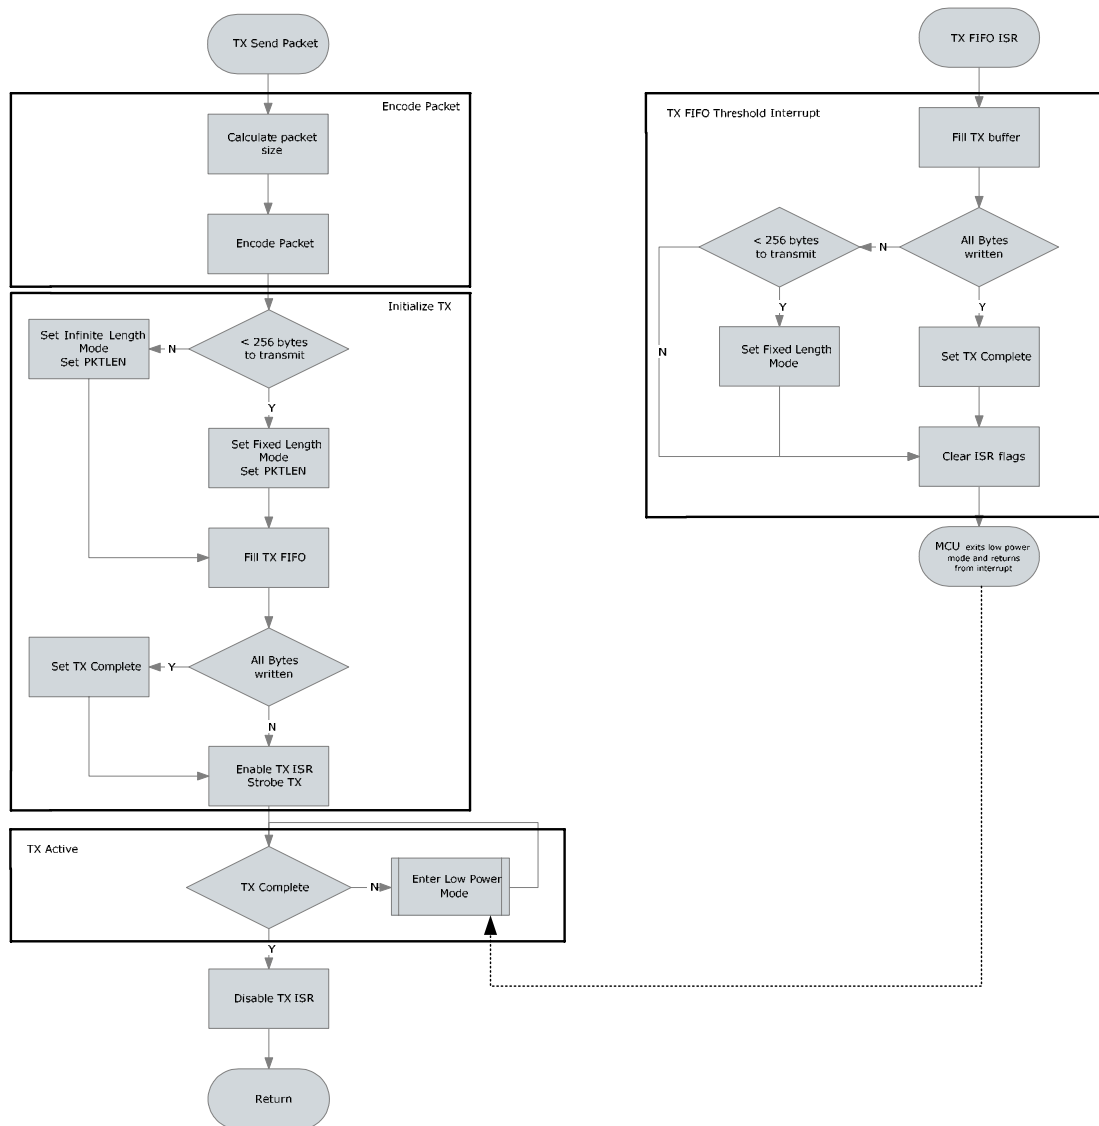 TX Send Packet
Encode Packet
Calculate packet
size
Encode Packet
Initialize TX
< 256 bytes
to transmit
N
Set Infinite Length
Mode
Set PKTLEN
Y
Set Fixed Length
Mode
Set PKTLEN
Fill TX FIFO
All Bytes
written
Y
Set TX Complete
N
Enable TX ISR
Strobe TX
TX Active
TX Complete
N
Enter Low Power
Mode
Y
Disable TX ISR
Return
TX FIFO ISR
TX FIFO Threshold Interrupt
Fill TX buffer
All Bytes
written
N
< 256 bytes
to transmit
Y
Set Fixed Length
Mode
N
Y
Set TX Complete
Clear ISR flags
MCU exits low power
mode and returns
from interrupt